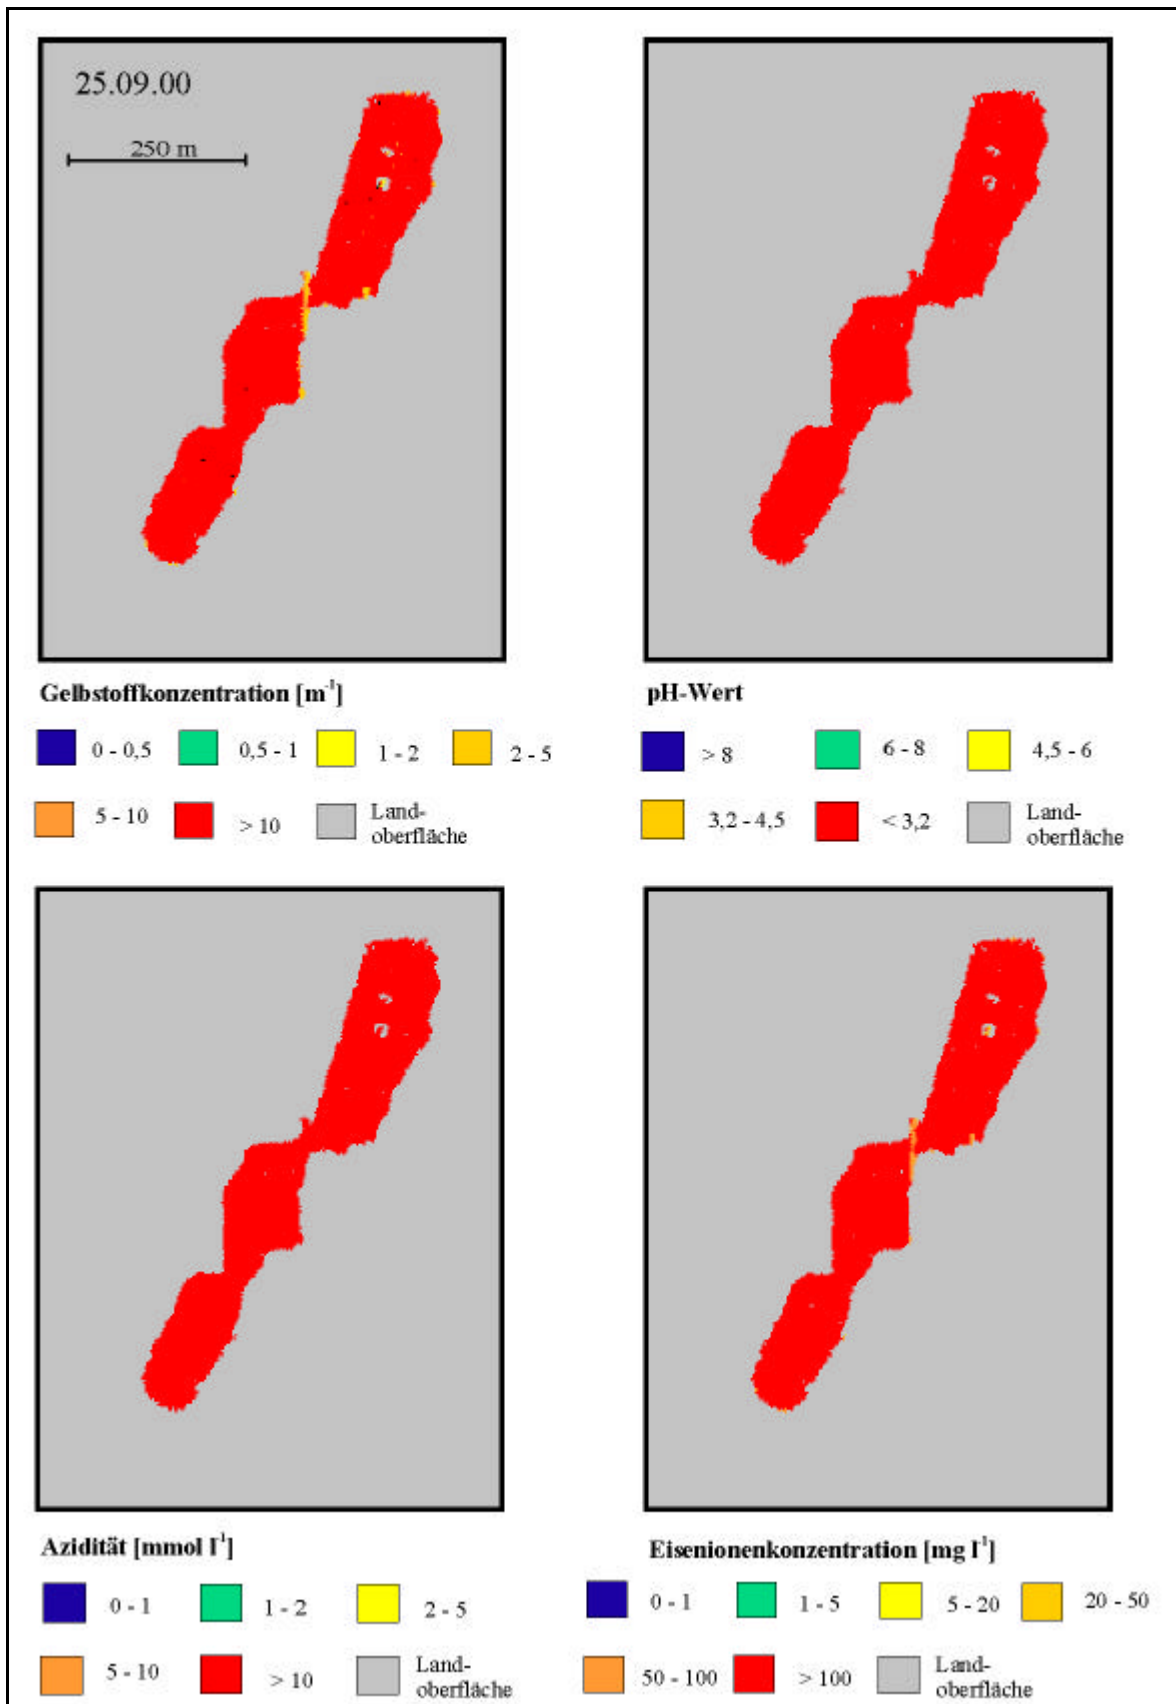 25.09.00
250 m
Gelbstoffkonzentration [m⁻¹]
0 - 0,5
0,5 - 1
1 - 2
2 - 5
5 - 10
> 10
Land-
oberfläche
pH-Wert
> 8
6 - 8
4,5 - 6
3,2 - 4,5
< 3,2
Land-
oberfläche
Azidität [mmol l⁻¹]
0 - 1
1 - 2
2 - 5
5 - 10
> 10
Land-
oberfläche
Eisenionenkonzentration [mg l⁻¹]
0 - 1
1 - 5
5 - 20
20 - 50
50 - 100
> 100
Land-
oberfläche